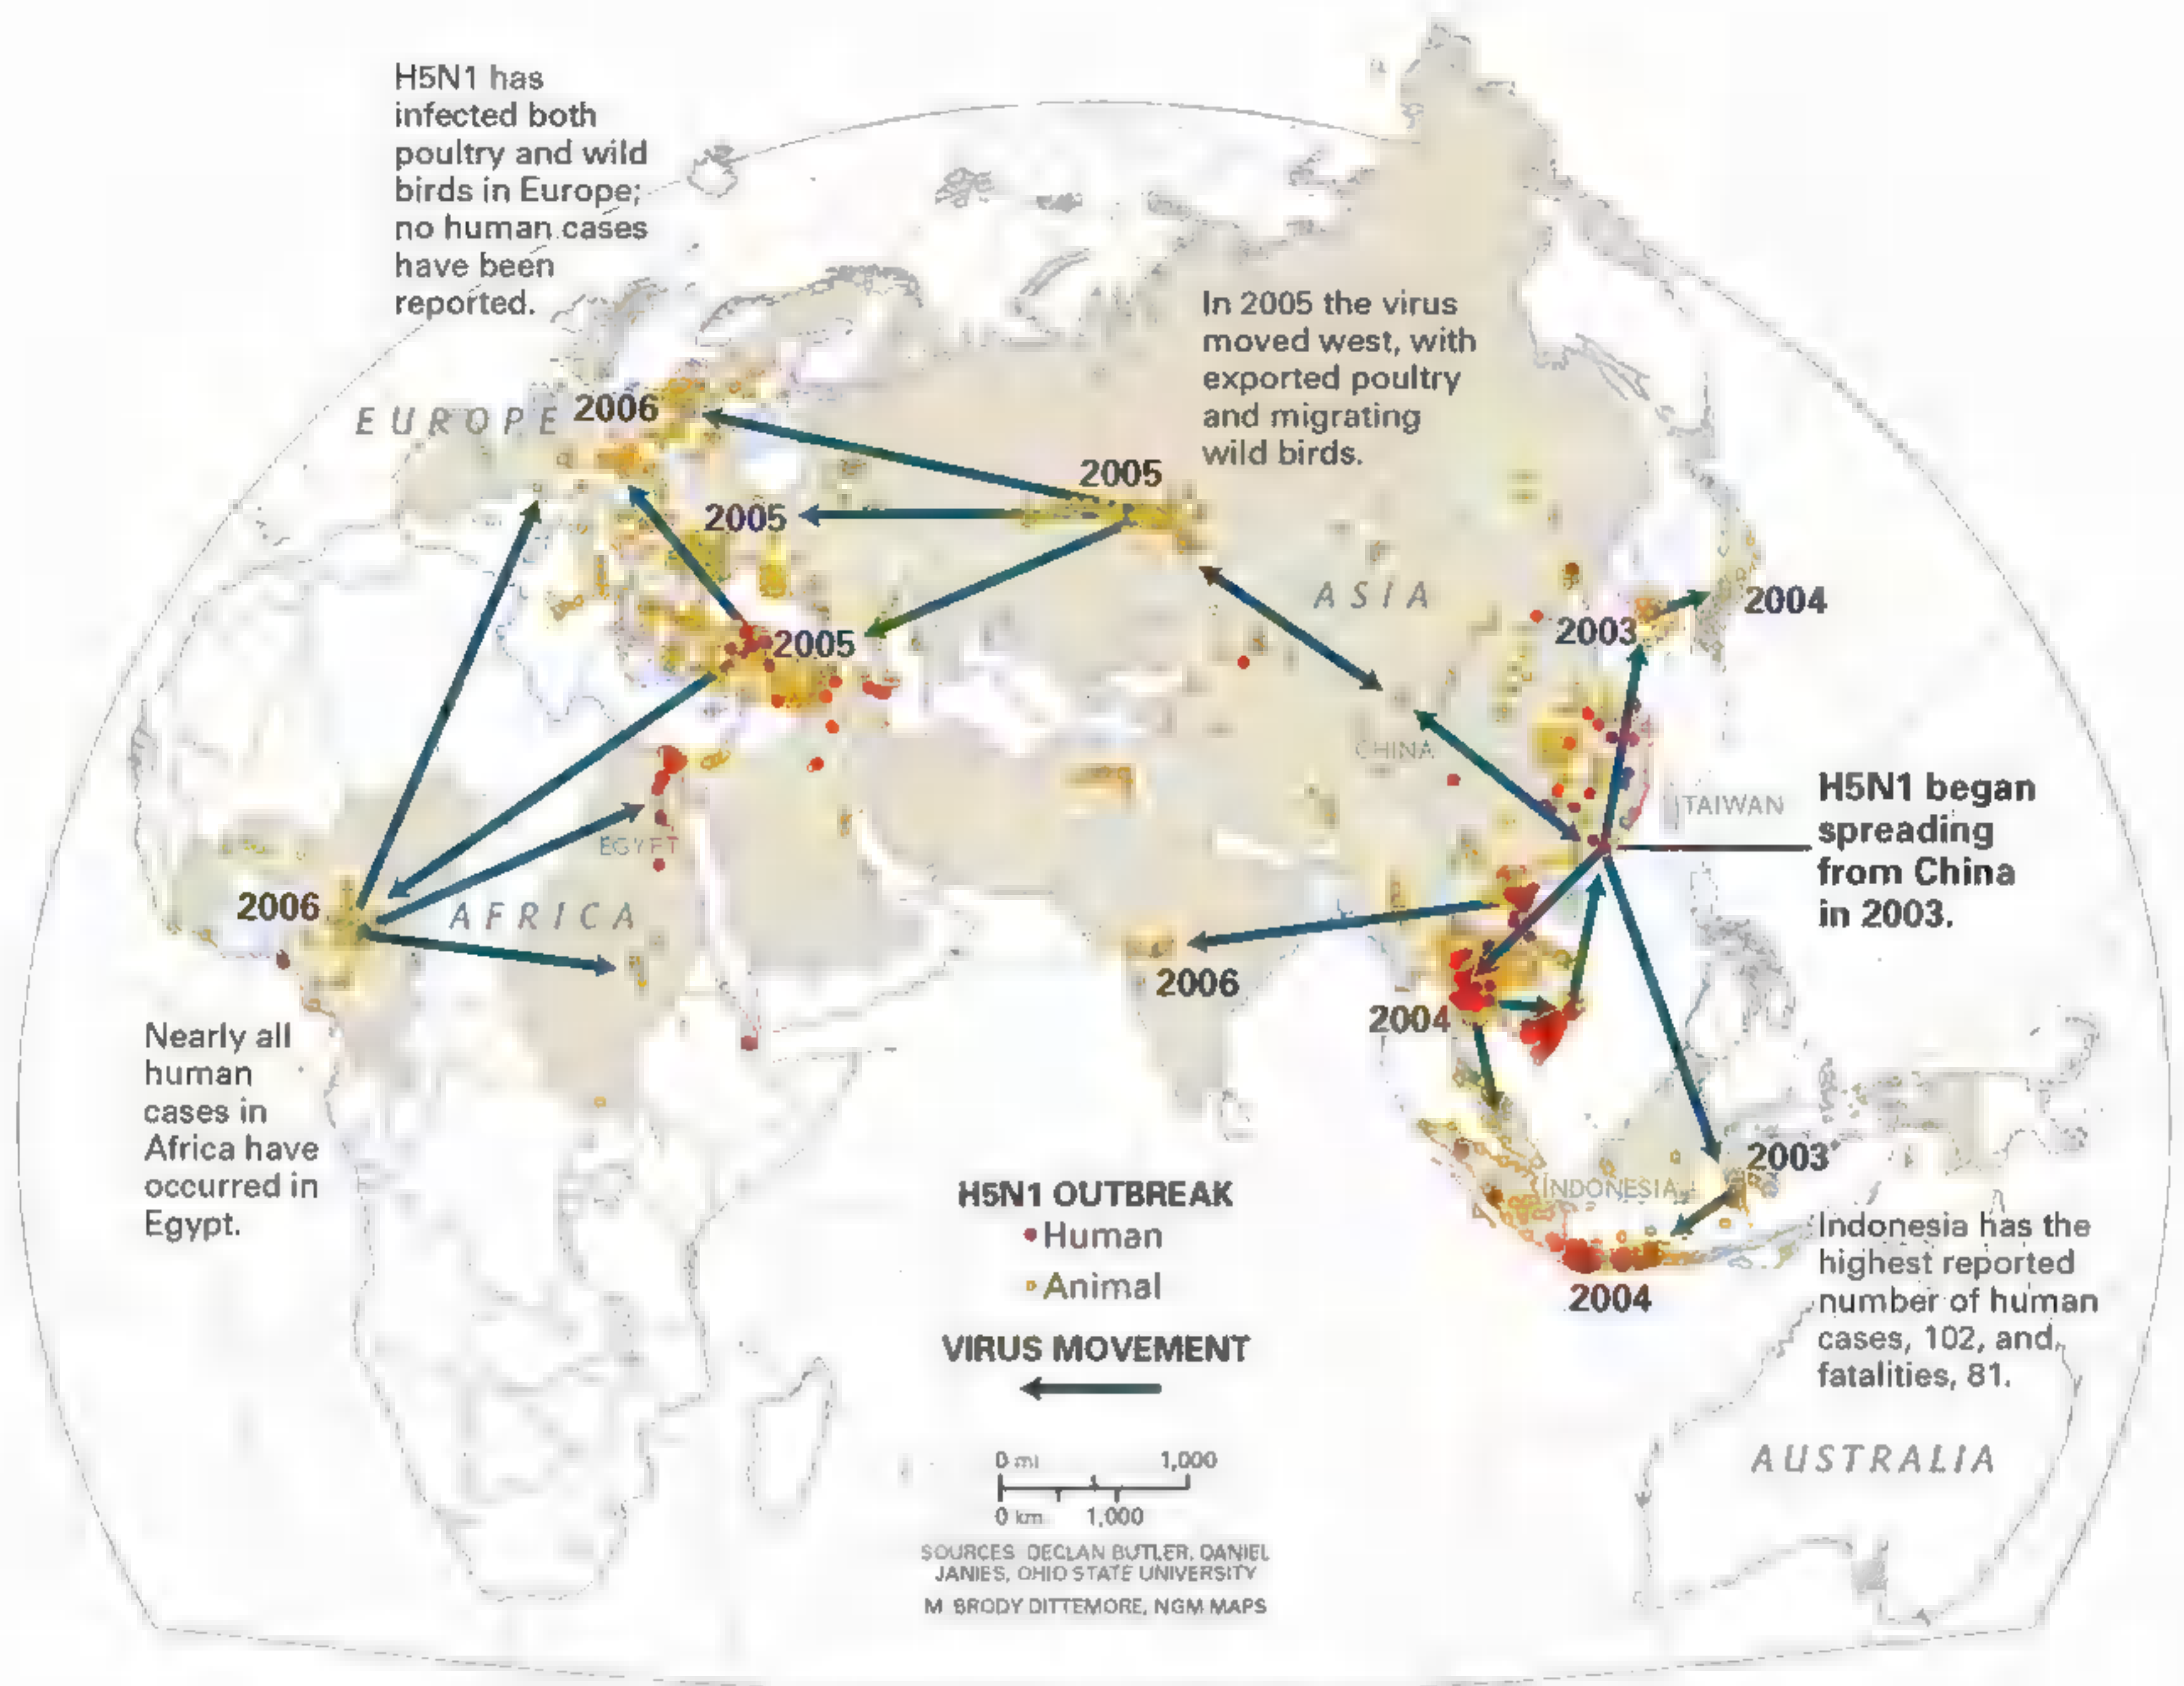 H5N1 has
infected both
poultry and wild
birds in Europe;
no human cases
have been
reported.
In 2005 the virus
moved west, with
exported poultry
and migrating
wild birds.
EUROPE
2006
2005
2005
2005
ASIA
2003
2004
CHINA
TAIWAN
H5N1 began
spreading
from China
in 2003.
EGYPT
2006
AFRICA
2006
2004
Nearly all
human
cases in
Africa have
occurred in
Egypt.
2003
INDONESIA
2004
Indonesia has the
highest reported
number of human
cases, 102, and
fatalities, 81.
H5N1 OUTBREAK
Human
Animal
VIRUS MOVEMENT
AUSTRALIA
0 mi 1,000
0 km 1,000
SOURCES DECLAN BUTLER, DANIEL
JANIES, OHIO STATE UNIVERSITY
M BRODY DITTEMORE, NGM MAPS